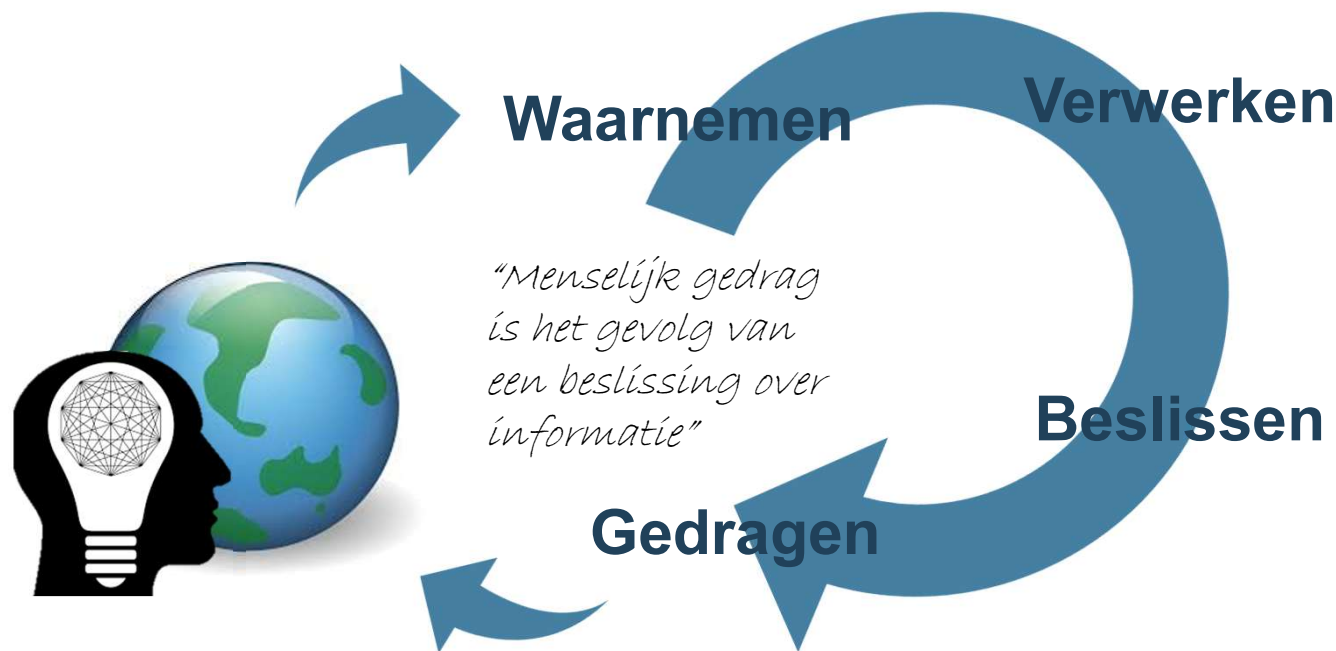 Waarnemen
Verwerken
"Menselijk gedrag
is het gevolg van
een beslissing over
informatie"
Beslissen
Gedragen